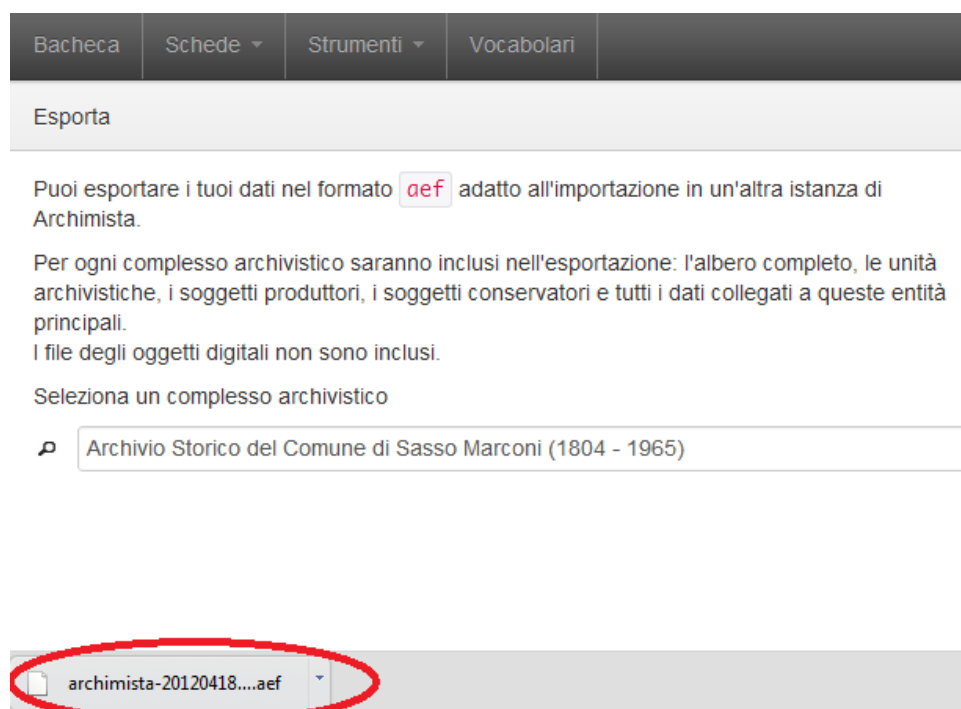 Bacheca Schede Strumenti Vocabolari
Esporta
Puoi esportare i tuoi dati nel formato aef adatto all'importazione in un'altra istanza di
Archimista.
Per ogni complesso archivistico saranno inclusi nell'esportazione: l'albero completo, le unità
archivistiche, i soggetti produttori, i soggetti conservatori e tutti i dati collegati a queste entità
principali.
I file degli oggetti digitali non sono inclusi.
Seleziona un complesso archivistico
Archivio Storico del Comune di Sasso Marconi (1804 - 1965)
archimista-20120418....aef